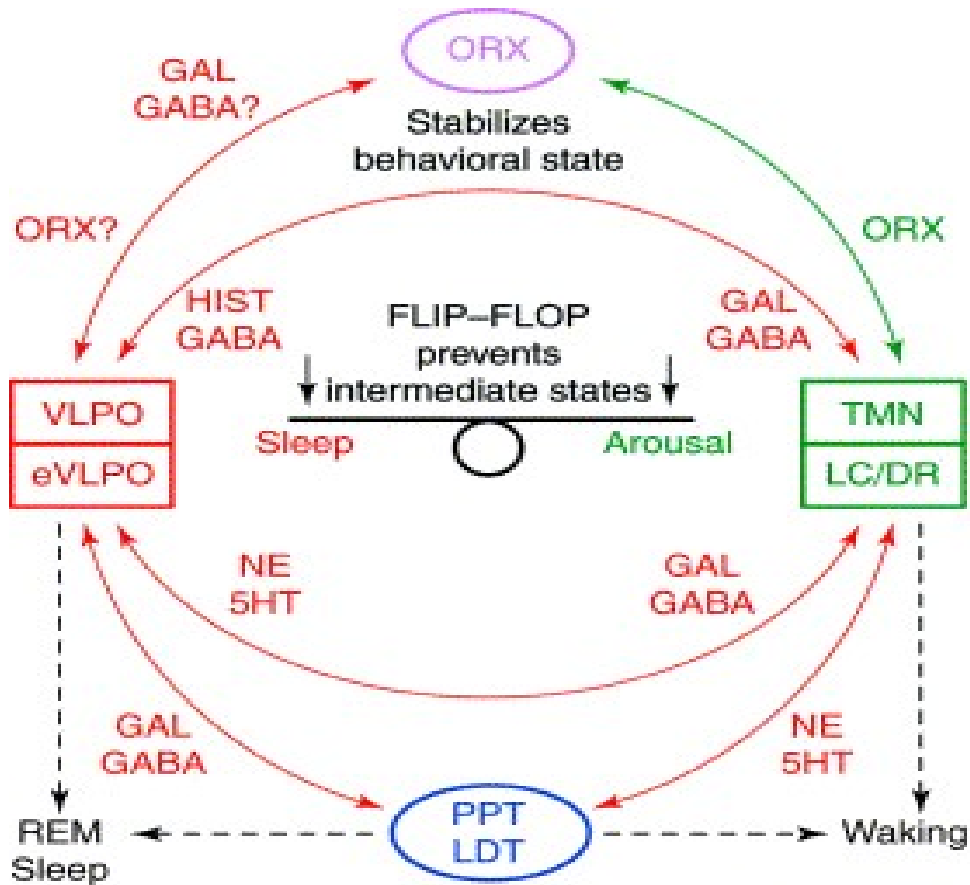 ORX
GAL
GABA?
Stabilizes
behavioral state
ORX?
ORX
HIST
GABA
FLIP–FLOP
prevents
intermediate states
GAL
GABA
Sleep
Arousal
VLPO
eVLPO
TMN
LC/DR
NE
5HT
GAL
GABA
GAL
GABA
NE
5HT
PPT
LDT
REM
Sleep
Waking